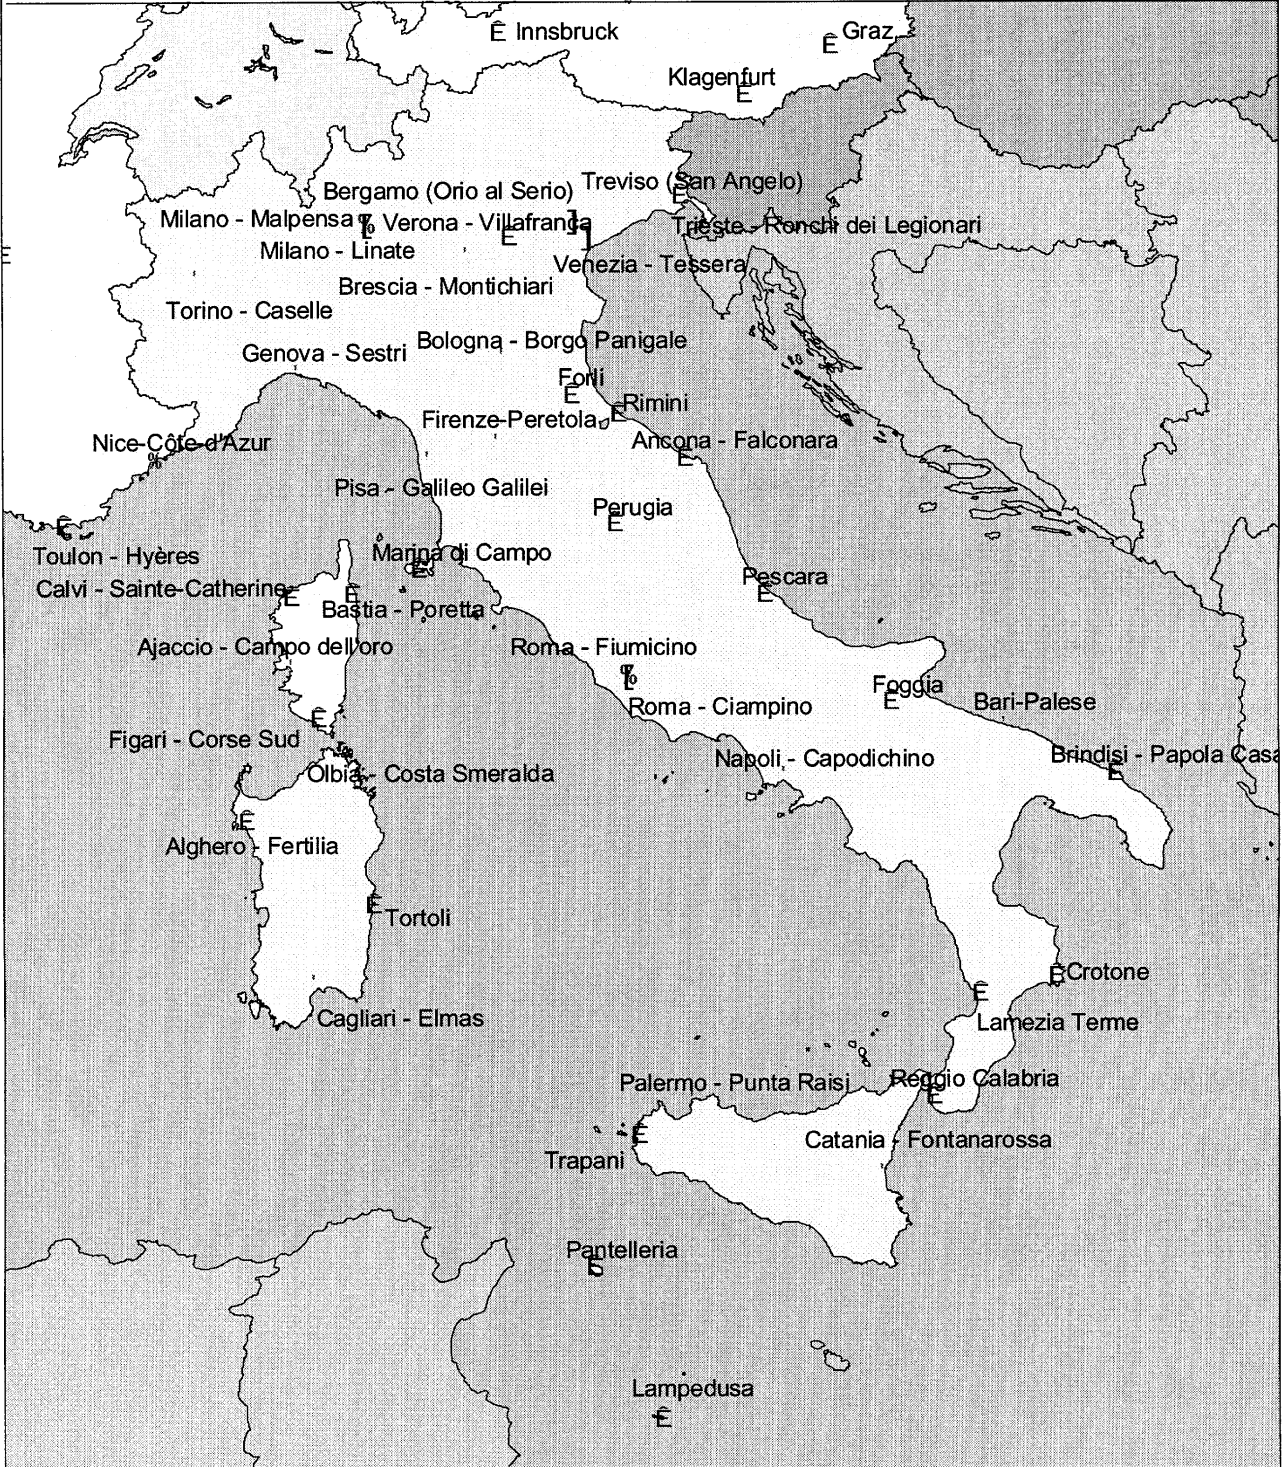 Innsbruck
Graz
Klagenfurt
Bergamo (Orio al Serio)
Treviso (San Angelo)
Milano - Malpensa
Verona - Villafranca
Trieste - Ronchi dei Legionari
Milano - Linate
Venezia - Tessera
Brescia - Montichiari
Torino - Caselle
Bologna - Borgo Panigale
Genova - Sestri
Forli
Rimini
Firenze-Peretola
Ancona - Falconara
Nice-Côte-d'Azur
Pisa - Galileo Galilei
Perugia
Toulon - Hyères
Marina di Campo
Pescara
Calvi - Sainte-Catherine
Bastia - Poretta
Ajaccio - Campo dell'oro
Roma - Fiumicino
Foggia
Bari-Palese
Roma - Ciampino
Figari - Corse Sud
Napoli - Capodichino
Brindisi - Papola Casa
Olbia - Costa Smeralda
Alghero - Fertilia
Tortoli
Crotone
Cagliari - Elmas
Lamezia Terme
Palermo - Punta Raisi
Reggio Calabria
Catania - Fontanarossa
Trapani
Pantelleria
Lampedusa